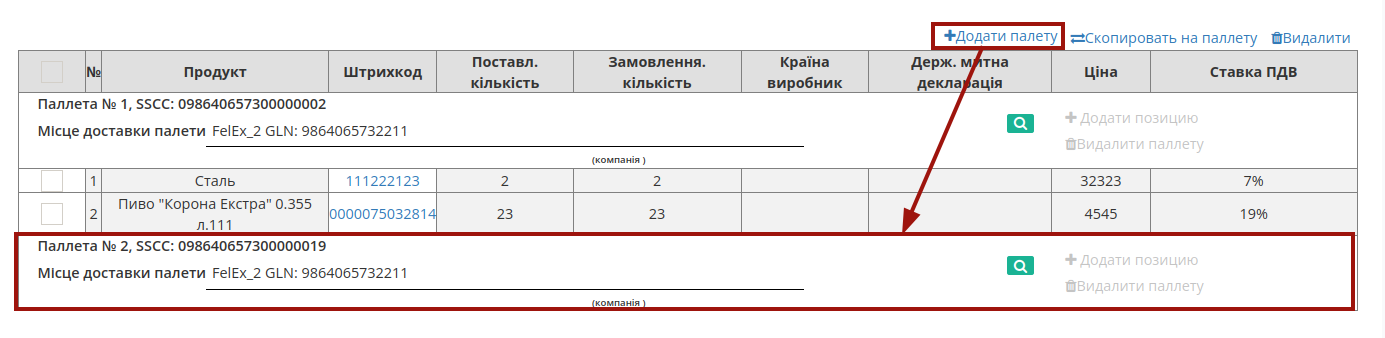 Додати палету Скопировать на паллету Видалити
№ Продукт Штрихкод Поставл. кількість Замовлення. кількість Країна виробник Держ. митна декларація Ціна Ставка ПДВ
Паллета № 1, SSCC: 098640657300000002
Додати позицию
Місце доставки палети FelEx_2 GLN: 9864065732211
Видалити паллету
(компанія )
1 Сталь 111222123 2 2 32323 7%
2 Пиво "Корона Екстра" 0.355 л.111 0000075032814 23 23 4545 19%
Паллета № 2, SSCC: 098640657300000019
Додати позицию
Місце доставки палети FelEx_2 GLN: 9864065732211
Видалити паллету
(компанія )